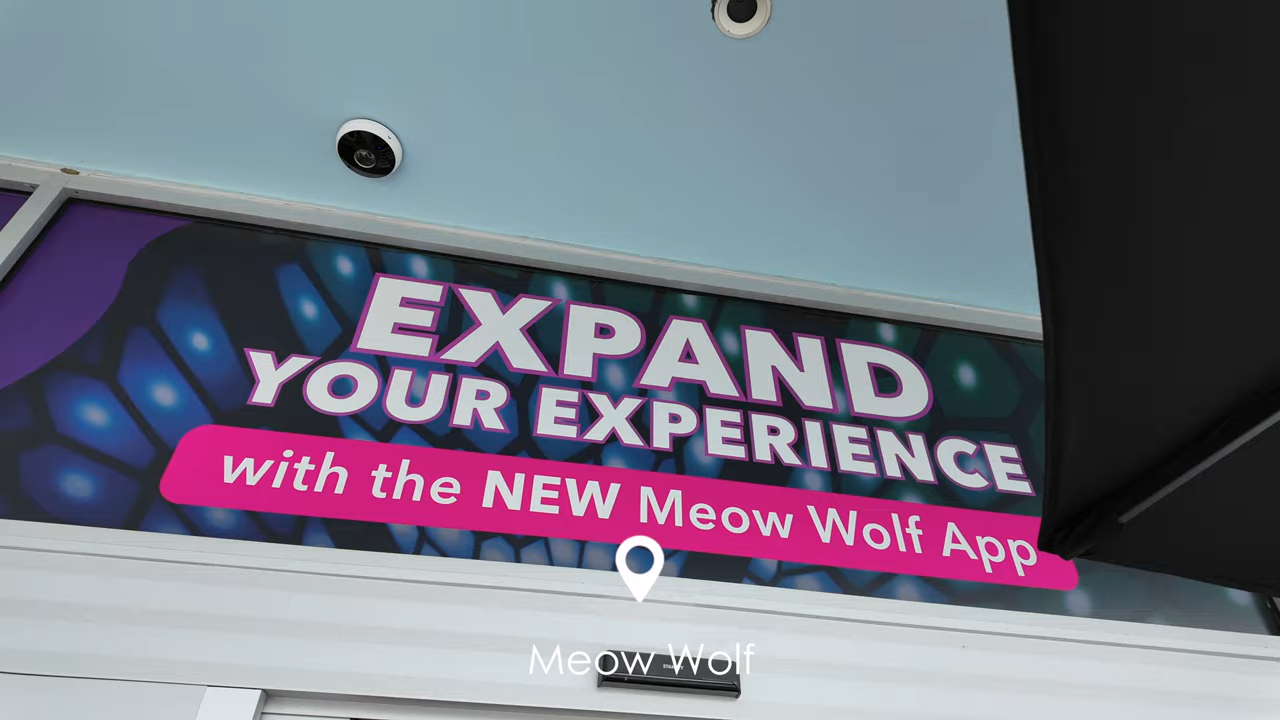 EXPAND
YOUR EXPERIENCE
with the NEW Meow Wolf App
Meow Wolf